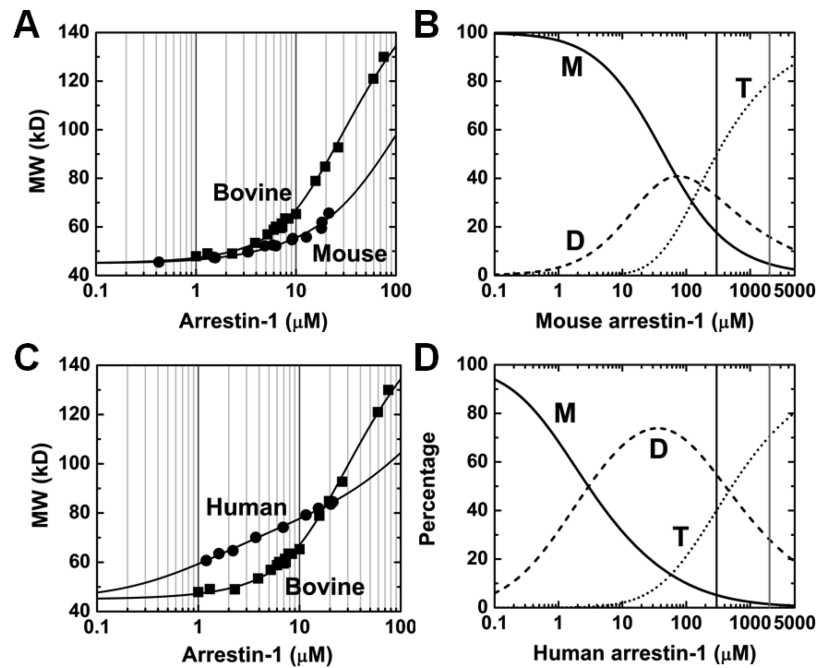 A
MW (kD)
140
120
100
80
60
40
Bovine
Mouse
0.1
1
10
100
Arrestin-1 (μM)
B
100
80
60
40
20
0
M
T
D
0.1
1
10
100
1000
5000
Mouse arrestin-1 (μM)
C
MW (kD)
140
120
100
80
60
40
Human
Bovine
0.1
1
10
100
Arrestin-1 (μM)
D
Percentage
100
80
60
40
20
0
M
D
T
0.1
1
10
100
1000
5000
Human arrestin-1 (μM)